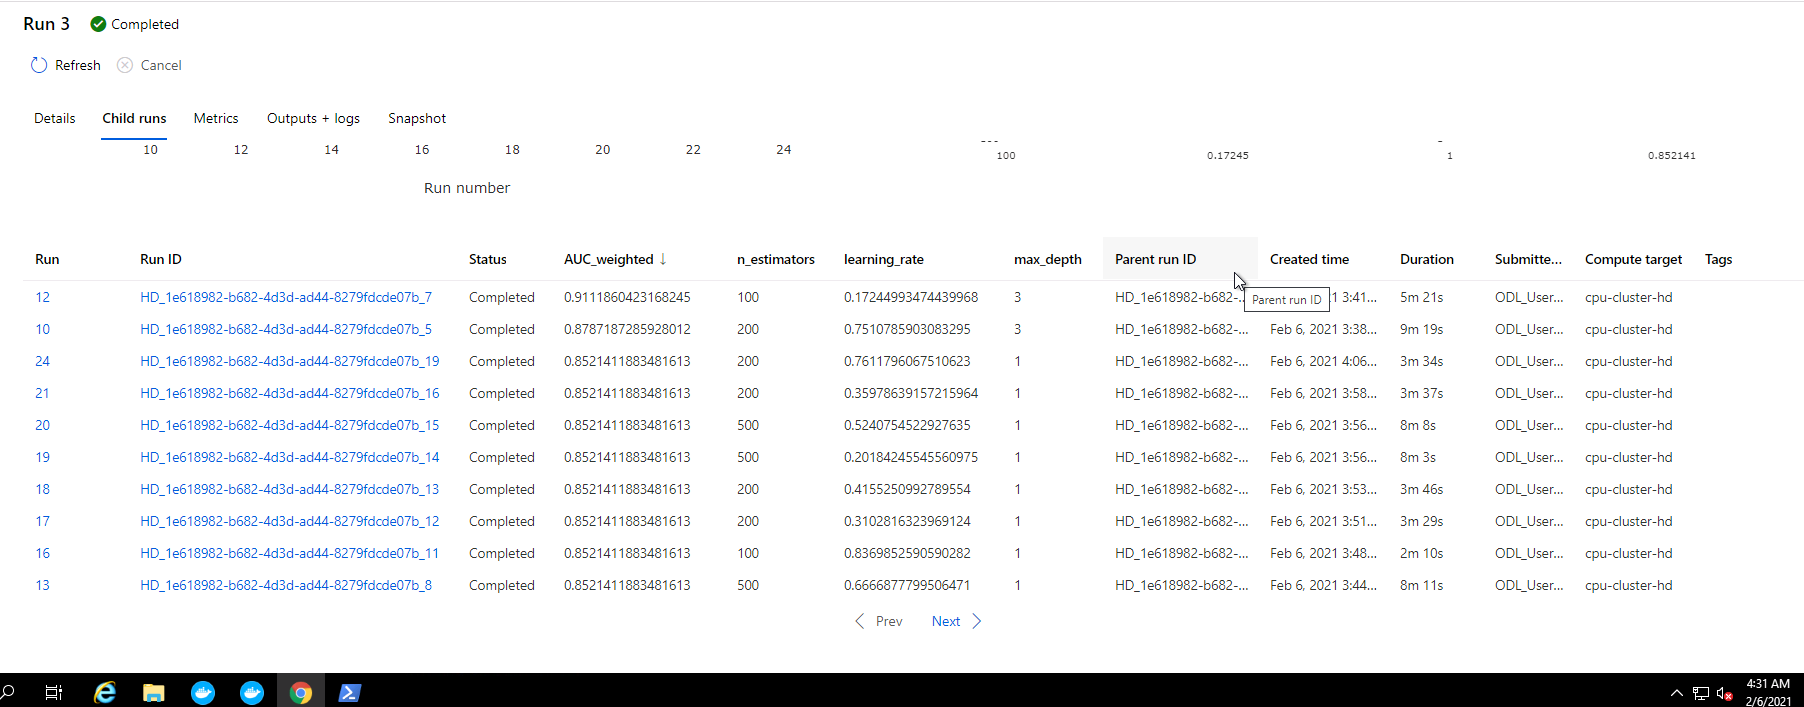 Run 3 Completed
Refresh Cancel
Details Child runs Metrics Outputs + logs Snapshot
10 12 14 16 18 20 22 24
100 0.17245 1 0.852141
Run number
Run Run ID Status AUC_weighted ↓ n_estimators learning_rate max_depth Parent run ID Created time Duration Submitte... Compute target Tags
12 HD_1e618982-b682-4d3d-ad44-8279fdcde07b_7 Completed 0.9111860423168245 100 0.17244993474439968 3 HD_1e618982-b682-... 1 3:41... 5m 21s ODL_User... cpu-cluster-hd
Parent run ID
10 HD_1e618982-b682-4d3d-ad44-8279fdcde07b_5 Completed 0.8787187285928012 200 0.7510785903083295 3 HD_1e618982-b682-... Feb 6, 2021 3:38... 9m 19s ODL_User... cpu-cluster-hd
24 HD_1e618982-b682-4d3d-ad44-8279fdcde07b_19 Completed 0.8521411883481613 200 0.7611796067510623 1 HD_1e618982-b682-... Feb 6, 2021 4:06... 3m 34s ODL_User... cpu-cluster-hd
21 HD_1e618982-b682-4d3d-ad44-8279fdcde07b_16 Completed 0.8521411883481613 200 0.35978639157215964 1 HD_1e618982-b682-... Feb 6, 2021 3:58... 3m 37s ODL_User... cpu-cluster-hd
20 HD_1e618982-b682-4d3d-ad44-8279fdcde07b_15 Completed 0.8521411883481613 500 0.5240754522927635 1 HD_1e618982-b682-... Feb 6, 2021 3:56... 8m 8s ODL_User... cpu-cluster-hd
19 HD_1e618982-b682-4d3d-ad44-8279fdcde07b_14 Completed 0.8521411883481613 500 0.20184245545560975 1 HD_1e618982-b682-... Feb 6, 2021 3:56... 8m 3s ODL_User... cpu-cluster-hd
18 HD_1e618982-b682-4d3d-ad44-8279fdcde07b_13 Completed 0.8521411883481613 200 0.4155250992789554 1 HD_1e618982-b682-... Feb 6, 2021 3:53... 3m 46s ODL_User... cpu-cluster-hd
17 HD_1e618982-b682-4d3d-ad44-8279fdcde07b_12 Completed 0.8521411883481613 200 0.3102816323969124 1 HD_1e618982-b682-... Feb 6, 2021 3:51... 3m 29s ODL_User... cpu-cluster-hd
16 HD_1e618982-b682-4d3d-ad44-8279fdcde07b_11 Completed 0.8521411883481613 100 0.8369852590590282 1 HD_1e618982-b682-... Feb 6, 2021 3:48... 2m 10s ODL_User... cpu-cluster-hd
13 HD_1e618982-b682-4d3d-ad44-8279fdcde07b_8 Completed 0.8521411883481613 500 0.6666877799506471 1 HD_1e618982-b682-... Feb 6, 2021 3:44... 8m 11s ODL_User... cpu-cluster-hd
Prev Next
4:31 AM
2/6/2021